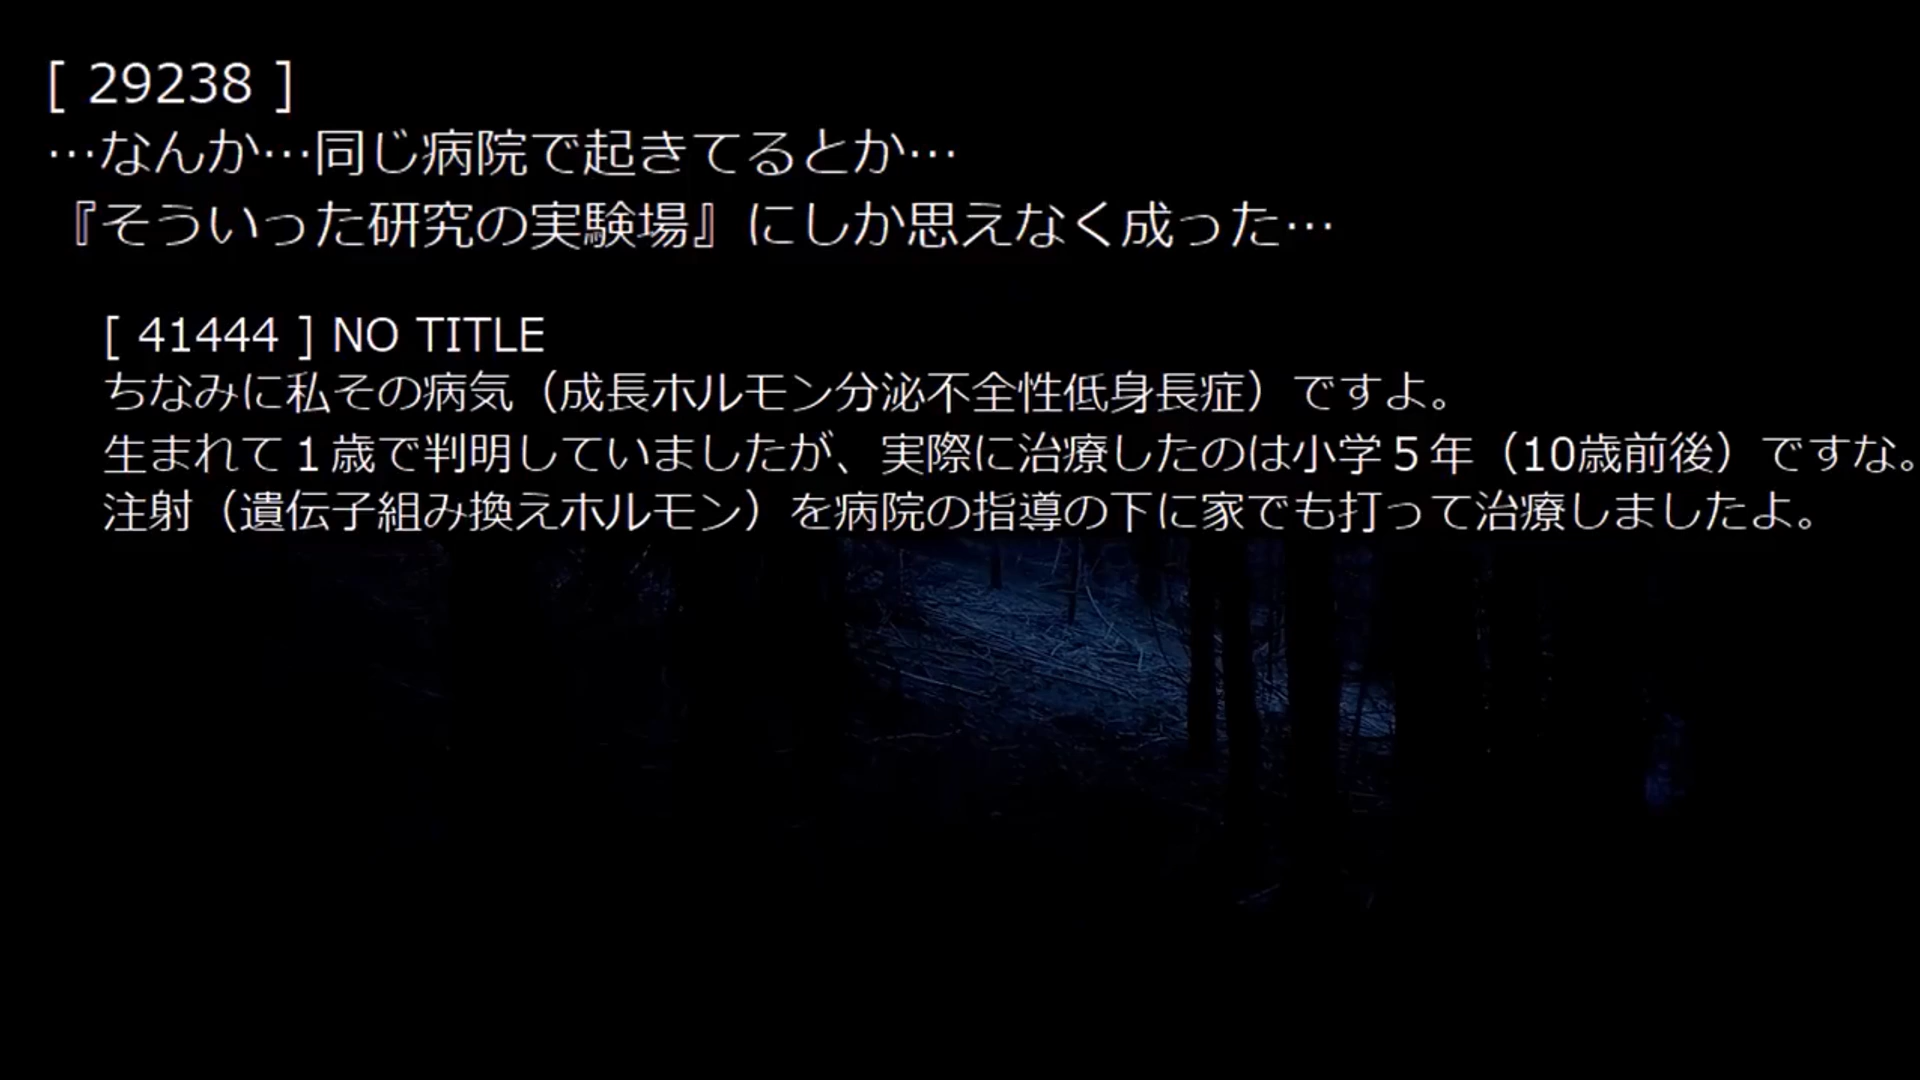 [ 29238 ]
…なんか…同じ病院で起きてるとか…
『そういった研究の実験場』にしか思えなく成った…
[ 41444 ] NO TITLE
ちなみに私その病気（成長ホルモン分泌不全性低身長症）ですよ。
生まれて１歳で判明していましたが、実際に治療したのは小学５年（10歳前後）ですな。
注射（遺伝子組み換えホルモン）を病院の指導の下に家でも打って治療しましたよ。